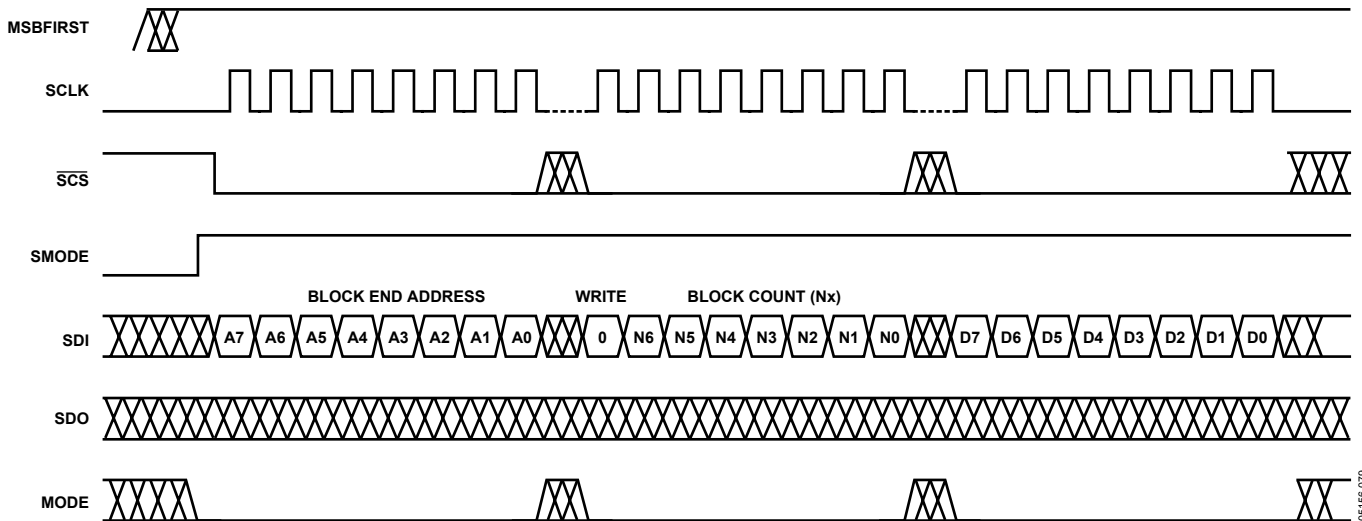 MSBFIRST
SCLK
SCS
SMODE
BLOCK END ADDRESS WRITE BLOCK COUNT (Nx)
SDI A7 A6 A5 A4 A3 A2 A1 A0 0 N6 N5 N4 N3 N2 N1 N0 D7 D6 D5 D4 D3 D2 D1 D0
SDO
MODE